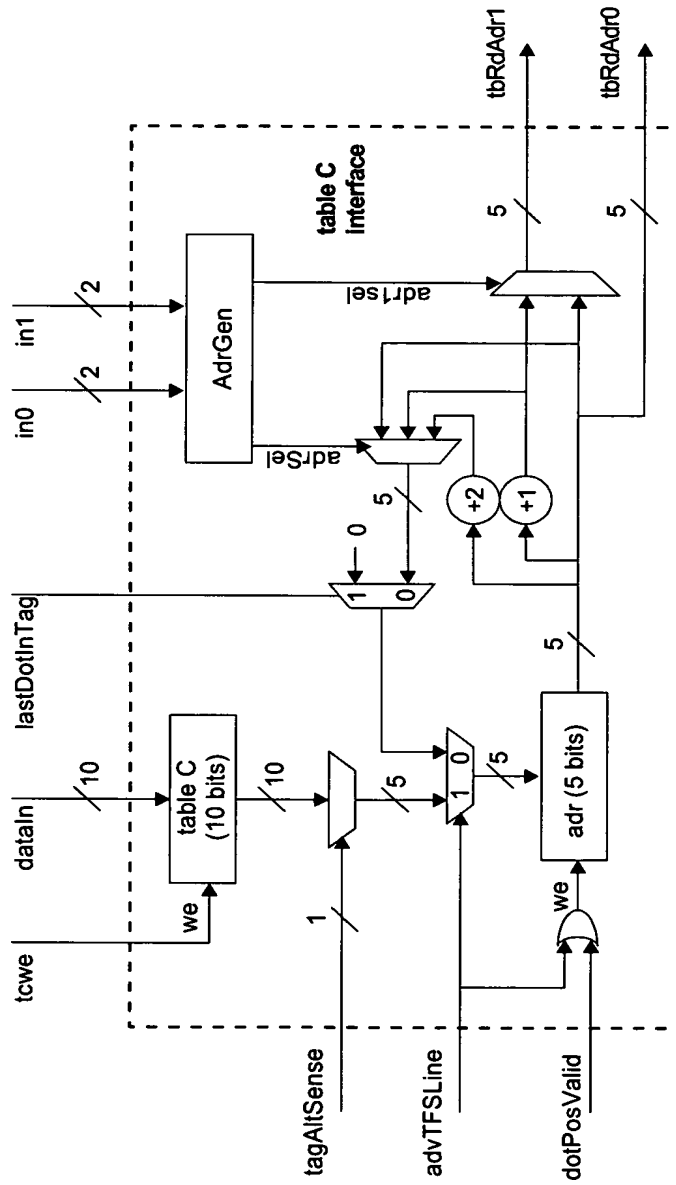 tcwe
dataIn
10
lastDotInTag
in0
2
in1
2
we
table C
(10 bits)
10
AdrGen
table C
interface
adrSel
adr1sel
tagAltSense
1
5
1
0
0
5
1 0
advTFSLine
5
+2
+1
we
adr (5 bits)
5
dotPosValid
5
tbRdAdr1
5
tbRdAdr0